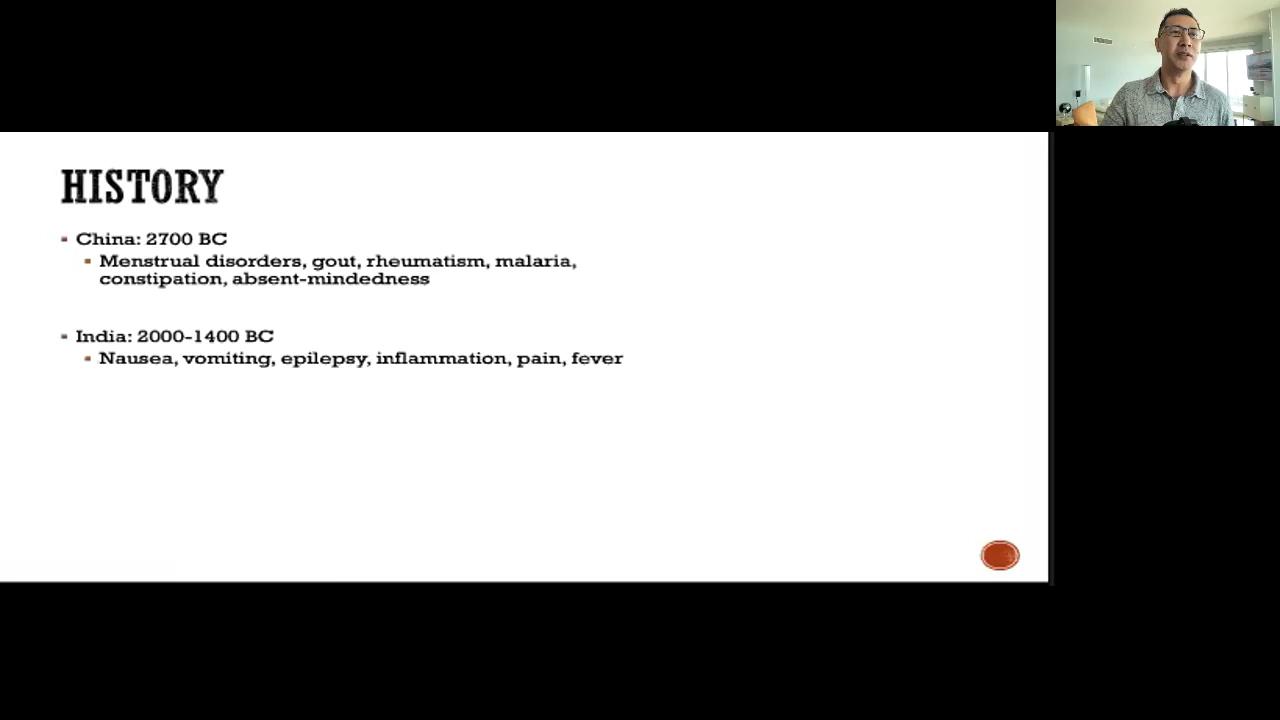 HISTORY
China: 2700 BC
Menstrual disorders, gout, rheumatism, malaria,
constipation, absent-mindedness
India: 2000-1400 BC
Nausea, vomiting, epilepsy, inflammation, pain, fever